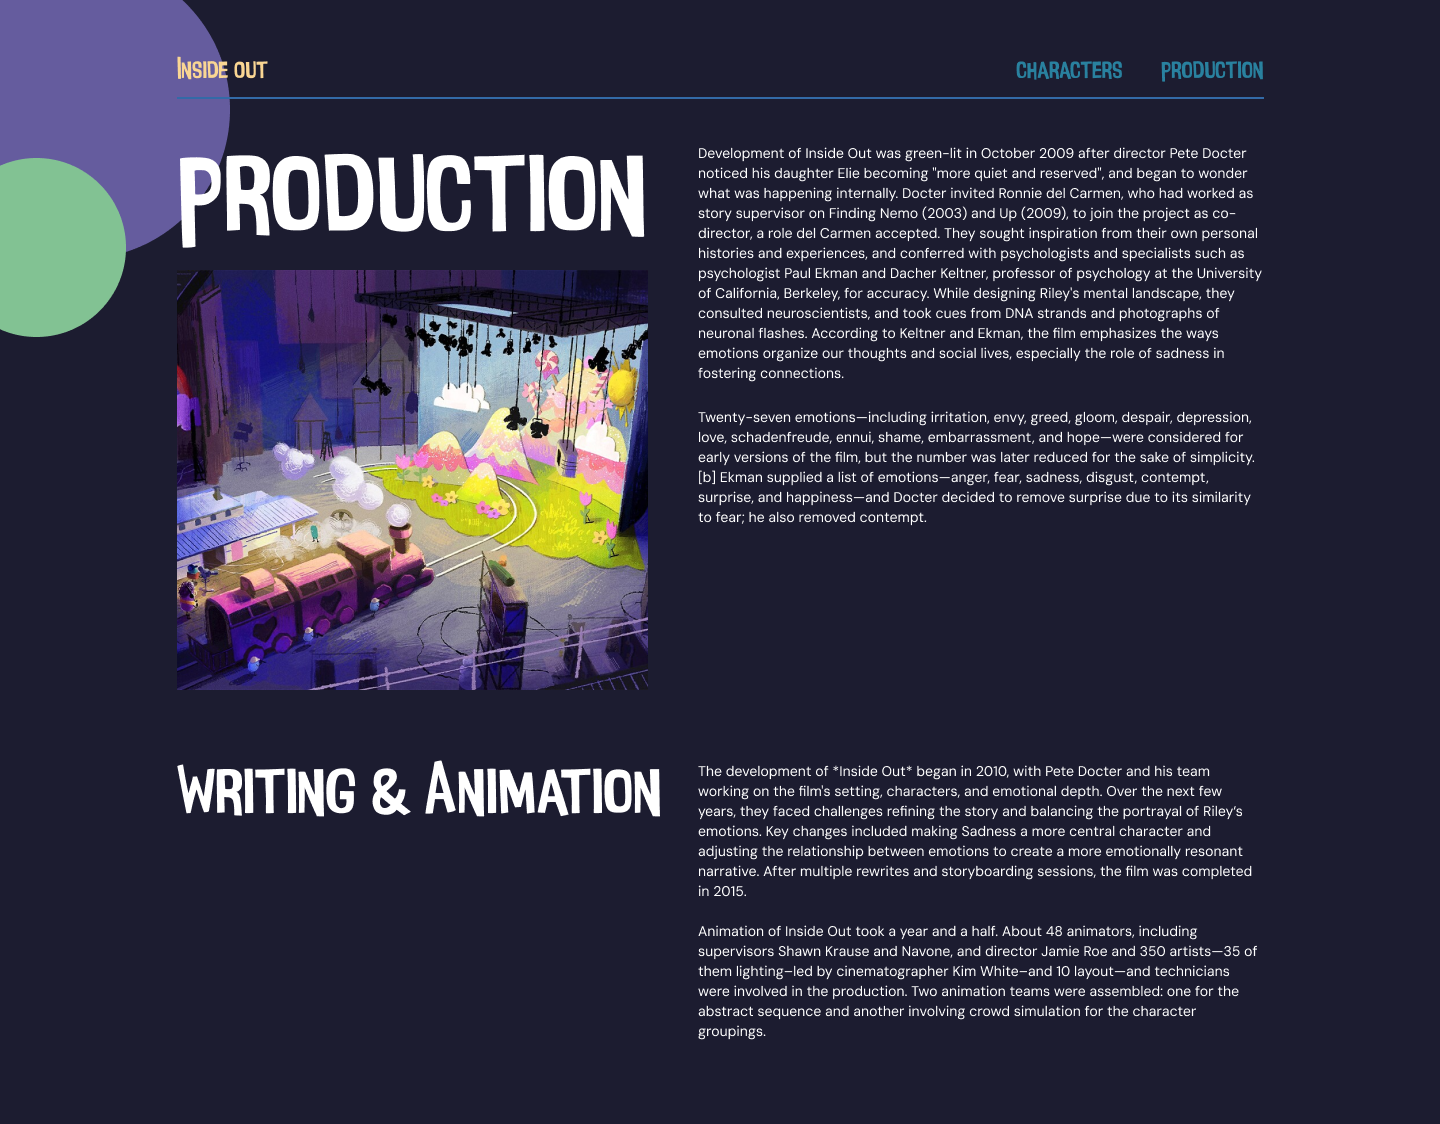 Inside out
Characters
Production
Production
Development of Inside Out was green-lit in October 2009 after director Pete Docter
noticed his daughter Elie becoming "more quiet and reserved", and began to wonder
what was happening internally. Docter invited Ronnie del Carmen, who had worked as
story supervisor on Finding Nemo (2003) and Up (2009), to join the project as co-
director, a role del Carmen accepted. They sought inspiration from their own personal
histories and experiences, and conferred with psychologists and specialists such as
psychologist Paul Ekman and Dacher Keltner, professor of psychology at the University
of California, Berkeley, for accuracy. While designing Riley's mental landscape, they
consulted neuroscientists, and took cues from DNA strands and photographs of
neuronal flashes. According to Keltner and Ekman, the film emphasizes the ways
emotions organize our thoughts and social lives, especially the role of sadness in
fostering connections.
Twenty-seven emotions—including irritation, envy, greed, gloom, despair, depression,
love, schadenfreude, ennui, shame, embarrassment, and hope—were considered for
early versions of the film, but the number was later reduced for the sake of simplicity.
[b] Ekman supplied a list of emotions—anger, fear, sadness, disgust, contempt,
surprise, and happiness—and Docter decided to remove surprise due to its similarity
to fear; he also removed contempt.
Writing & Animation
The development of *Inside Out* began in 2010, with Pete Docter and his team
working on the film's setting, characters, and emotional depth. Over the next few
years, they faced challenges refining the story and balancing the portrayal of Riley’s
emotions. Key changes included making Sadness a more central character and
adjusting the relationship between emotions to create a more emotionally resonant
narrative. After multiple rewrites and storyboarding sessions, the film was completed
in 2015.
Animation of Inside Out took a year and a half. About 48 animators, including
supervisors Shawn Krause and Navone, and director Jamie Roe and 350 artists—35 of
them lighting–led by cinematographer Kim White–and 10 layout—and technicians
were involved in the production. Two animation teams were assembled: one for the
abstract sequence and another involving crowd simulation for the character
groupings.